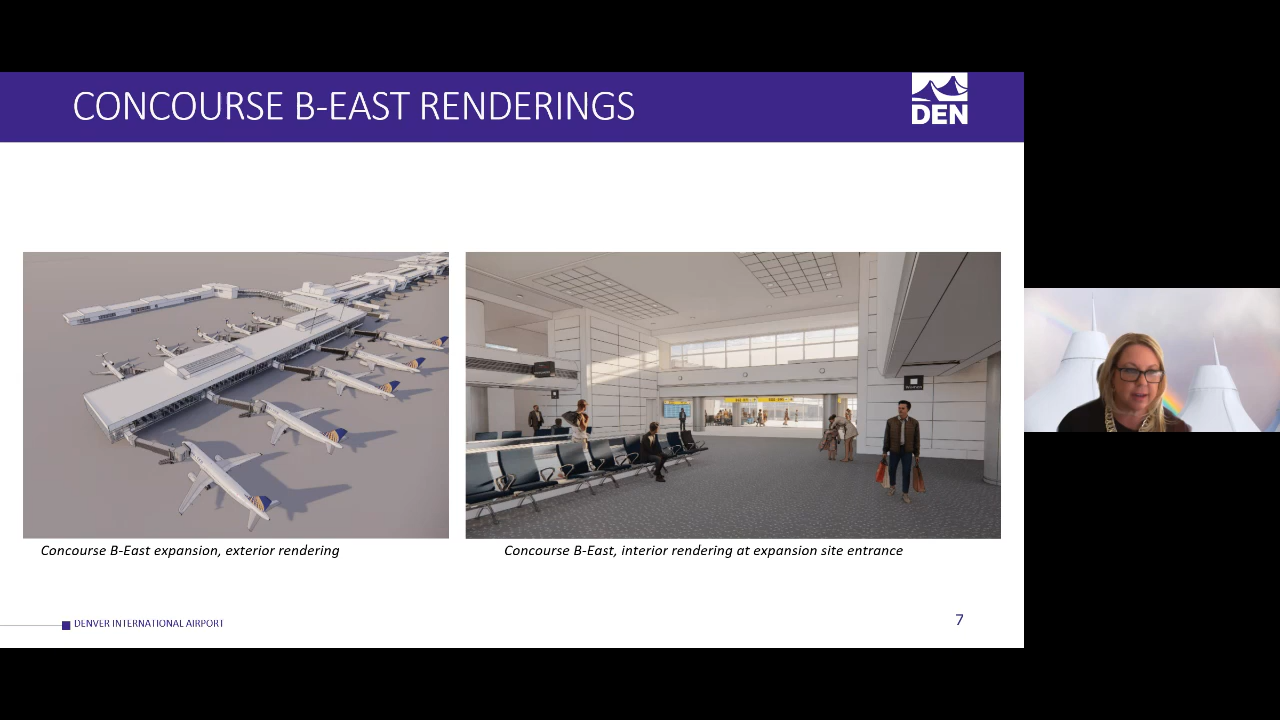 CONCOURSE B-EAST RENDERINGS
DEN
Concourse B-East expansion, exterior rendering
Concourse B-East, interior rendering at expansion site entrance
DENVER INTERNATIONAL AIRPORT
7